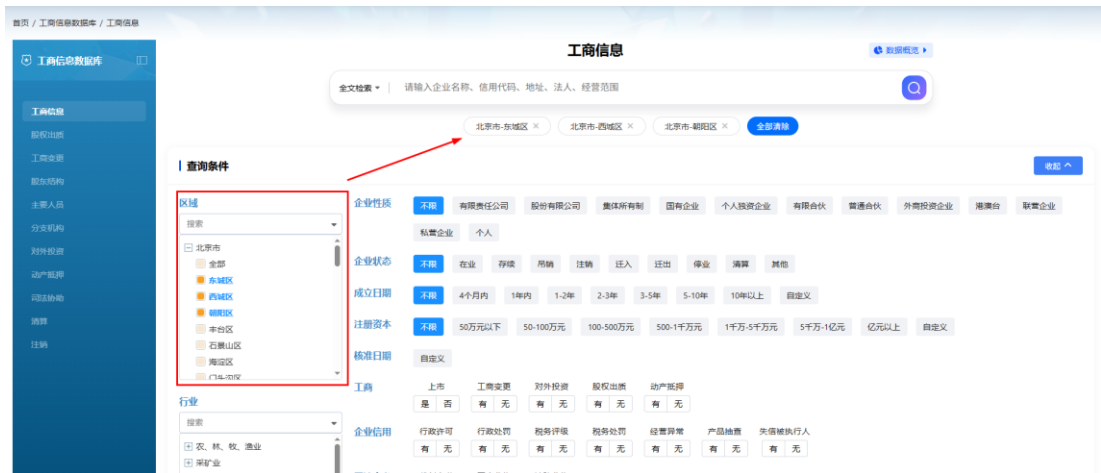 首页 / 工商信息数据库 / 工商信息
工商信息数据库
工商信息
股权出质
工商变更
股东结构
主要人员
分支机构
对外投资
动产抵押
司法协助
清算
注销
工商信息
数据概览
全文检索
请输入企业名称、信用代码、地址、法人、经营范围
北京市-东城区 ×
北京市-西城区 ×
北京市-朝阳区 ×
全部清除
查询条件
收起
区域
搜索
北京市
全部
东城区
西城区
朝阳区
丰台区
石景山区
海淀区
门头沟区
行业
搜索
农、林、牧、渔业
采矿业
企业性质 不限 有限责任公司 股份有限公司 集体所有制 国有企业 个人独资企业 有限合伙 普通合伙 外商投资企业 港澳台 联营企业
私营企业 个人
企业状态 不限 在业 存续 吊销 注销 迁入 迁出 停业 清算 其他
成立日期 不限 4个月内 1年内 1-2年 2-3年 3-5年 5-10年 10年以上 自定义
注册资本 不限 50万元以下 50-100万元 100-500万元 500-1千万元 1千万-5千万元 5千万-1亿元 亿元以上 自定义
核准日期 自定义
工商 上市 工商变更 对外投资 股权出质 动产抵押
是 否 有 无 有 无 有 无 有 无
企业信用 行政许可 行政处罚 税务评级 税务处罚 经营异常 产品抽查 失信被执行人
有 无 有 无 有 无 有 无 有 无 有 无 有 无